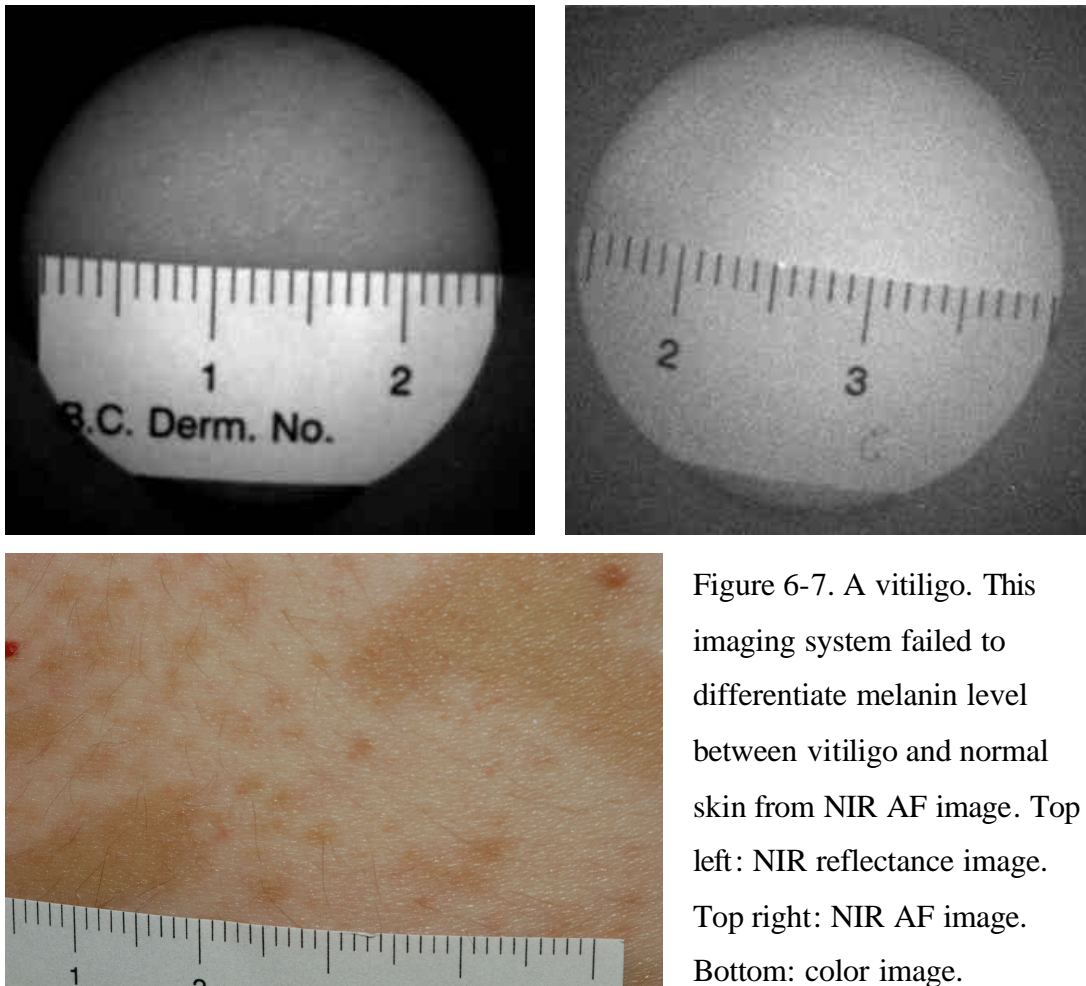 1
2
B.C. Derm. No.
2
3
1
Figure 6-7. A vitiligo. This
imaging system failed to
differentiate melanin level
between vitiligo and normal
skin from NIR AF image. Top
left: NIR reflectance image.
Top right: NIR AF image.
Bottom: color image.